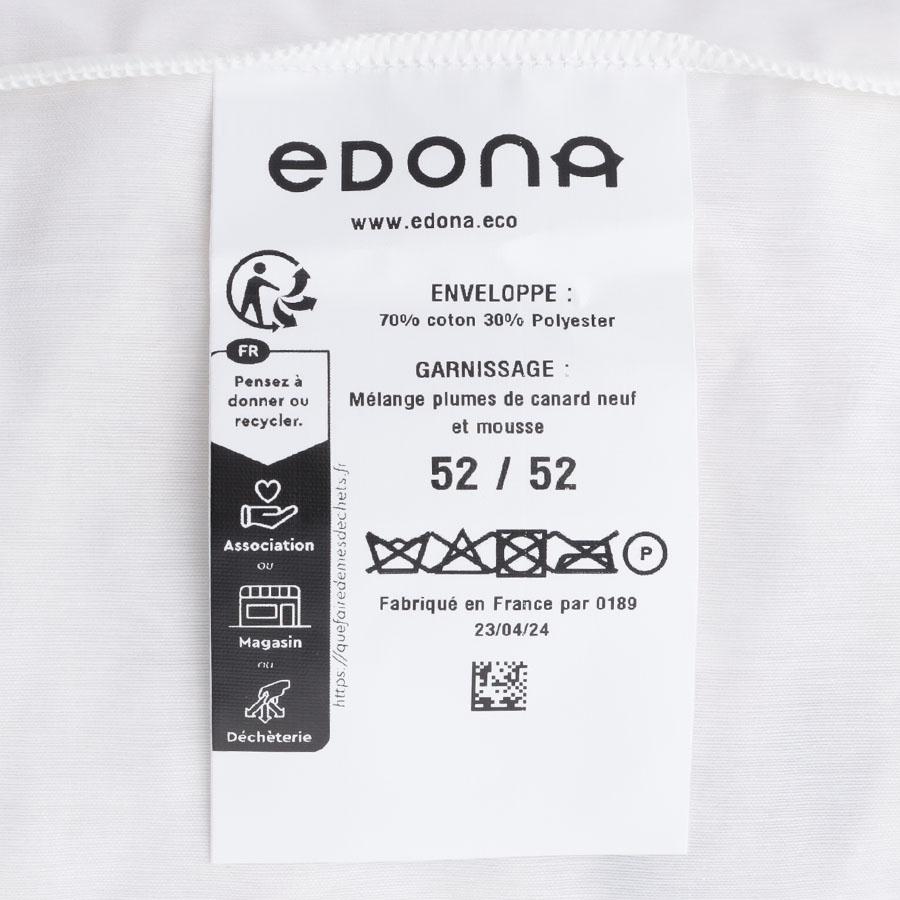 eDONA
www.edona.eco
ENVELOPPE :
70% coton 30% Polyester
GARNISSAGE :
Mélange plumes de canard neuf
et mousse
52 / 52
P
Fabriqué en France par 0189
23/04/24
FR
Pensez à
donner ou
recycler.
Association
ou
Magasin
ou
Déchèterie
https://quefairedemesdechets.fr